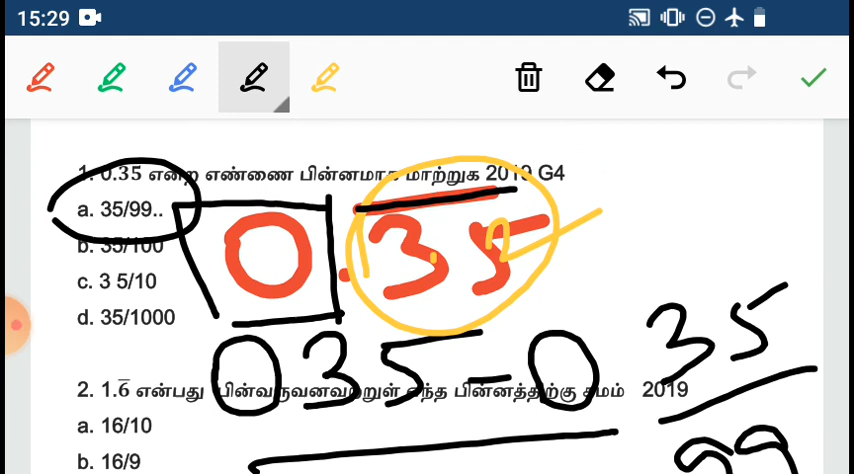 15:29
1. 0.35 என்ற எண்ணை பின்னமாக மாற்றுக 2019 G4
a. 35/99..
b. 35/100
c. 3 5/10
d. 35/1000
0.35
035-0
35
99
2. 1.6̅ என்பது பின்வருவனவற்றுள் எந்த பின்னத்திற்கு சமம் 2019
a. 16/10
b. 16/9